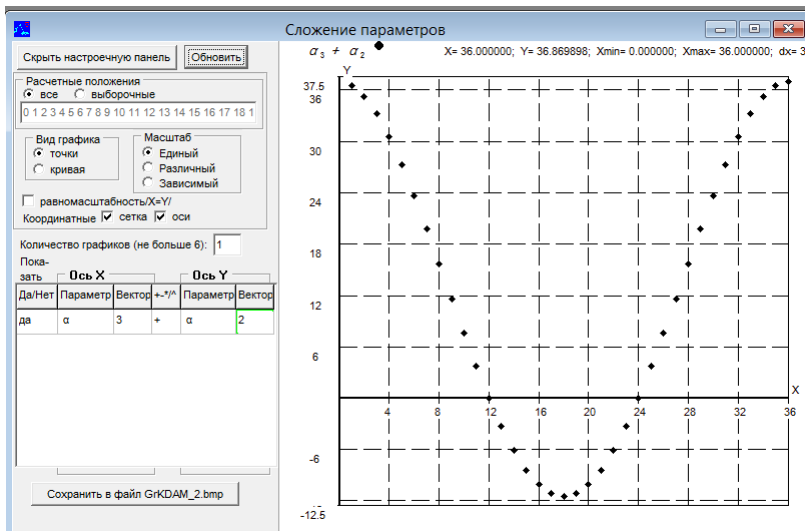 Сложение параметров
Скрыть настроечную панель
Обновить
Расчетные положения
все выборочные
0 1 2 3 4 5 6 7 8 9 10 11 12 13 14 15 16 17 18 1
Вид графика
точки
кривая
Масштаб
Единый
Различный
Зависимый
равномасштабность/X=Y/
Координатные сетка оси
Количество графиков (не больше 6): 1
Пока-
зать Ось X Ось Y
Да/Нет Параметр Вектор +-*/^ Параметр Вектор
да α 3 + α 2
Сохранить в файл GrKDAM_2.bmp
α3 + α2 X= 36.000000; Y= 36.869898; Xmin= 0.000000; Xmax= 36.000000; dx= 3
Y
37.5
36
30
24
18
12
6
X
4 8 12 16 20 24 28 32 36
-6
-12.5